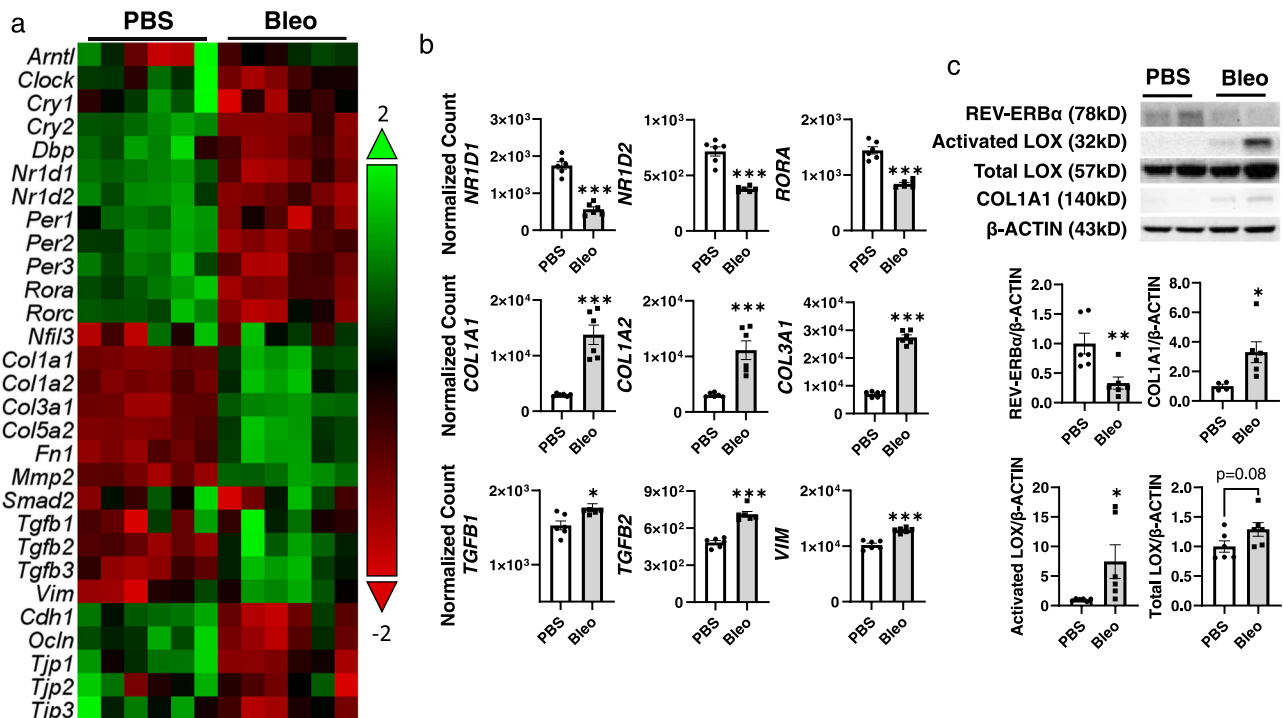 a
PBS Bleo
Arntl
Clock
Cry1
Cry2
Dbp
Nr1d1
Nr1d2
Per1
Per2
Per3
Rora
Rorc
Nfil3
Col1a1
Col1a2
Col3a1
Col5a2
Fn1
Mmp2
Smad2
Tgfb1
Tgfb2
Tgfb3
Vim
Cdh1
Ocln
Tjp1
Tjp2
Tjp3
2
-2
b
Normalized Count
NR1D1
3×10³
2×10³
1×10³
0
***
PBS
Bleo
NR1D2
1×10³
5×10²
0
***
PBS
Bleo
RORA
2×10³
1×10³
0
***
PBS
Bleo
Normalized Count
COL1A1
2×10⁴
1×10⁴
0
***
PBS
Bleo
COL1A2
2×10⁴
1×10⁴
0
***
PBS
Bleo
COL3A1
4×10⁴
3×10⁴
2×10⁴
1×10⁴
0
***
PBS
Bleo
Normalized Count
TGFB1
2×10³
1×10³
*
PBS
Bleo
TGFB2
9×10²
6×10²
3×10²
0
***
PBS
Bleo
VIM
2×10⁴
1×10⁴
0
***
PBS
Bleo
c
PBS Bleo
REV-ERBα (78kD)
Activated LOX (32kD)
Total LOX (57kD)
COL1A1 (140kD)
β-ACTIN (43kD)
REV-ERBα/β-ACTIN
2.0
1.5
1.0
0.5
0.0
**
PBS
Bleo
COL1A1/β-ACTIN
8.0
6.0
4.0
2.0
0.0
*
PBS
Bleo
Activated LOX/β-ACTIN
20
15
10
5
0
*
PBS
Bleo
Total LOX/β-ACTIN
2.0
1.5
1.0
0.5
0.0
p=0.08
PBS
Bleo